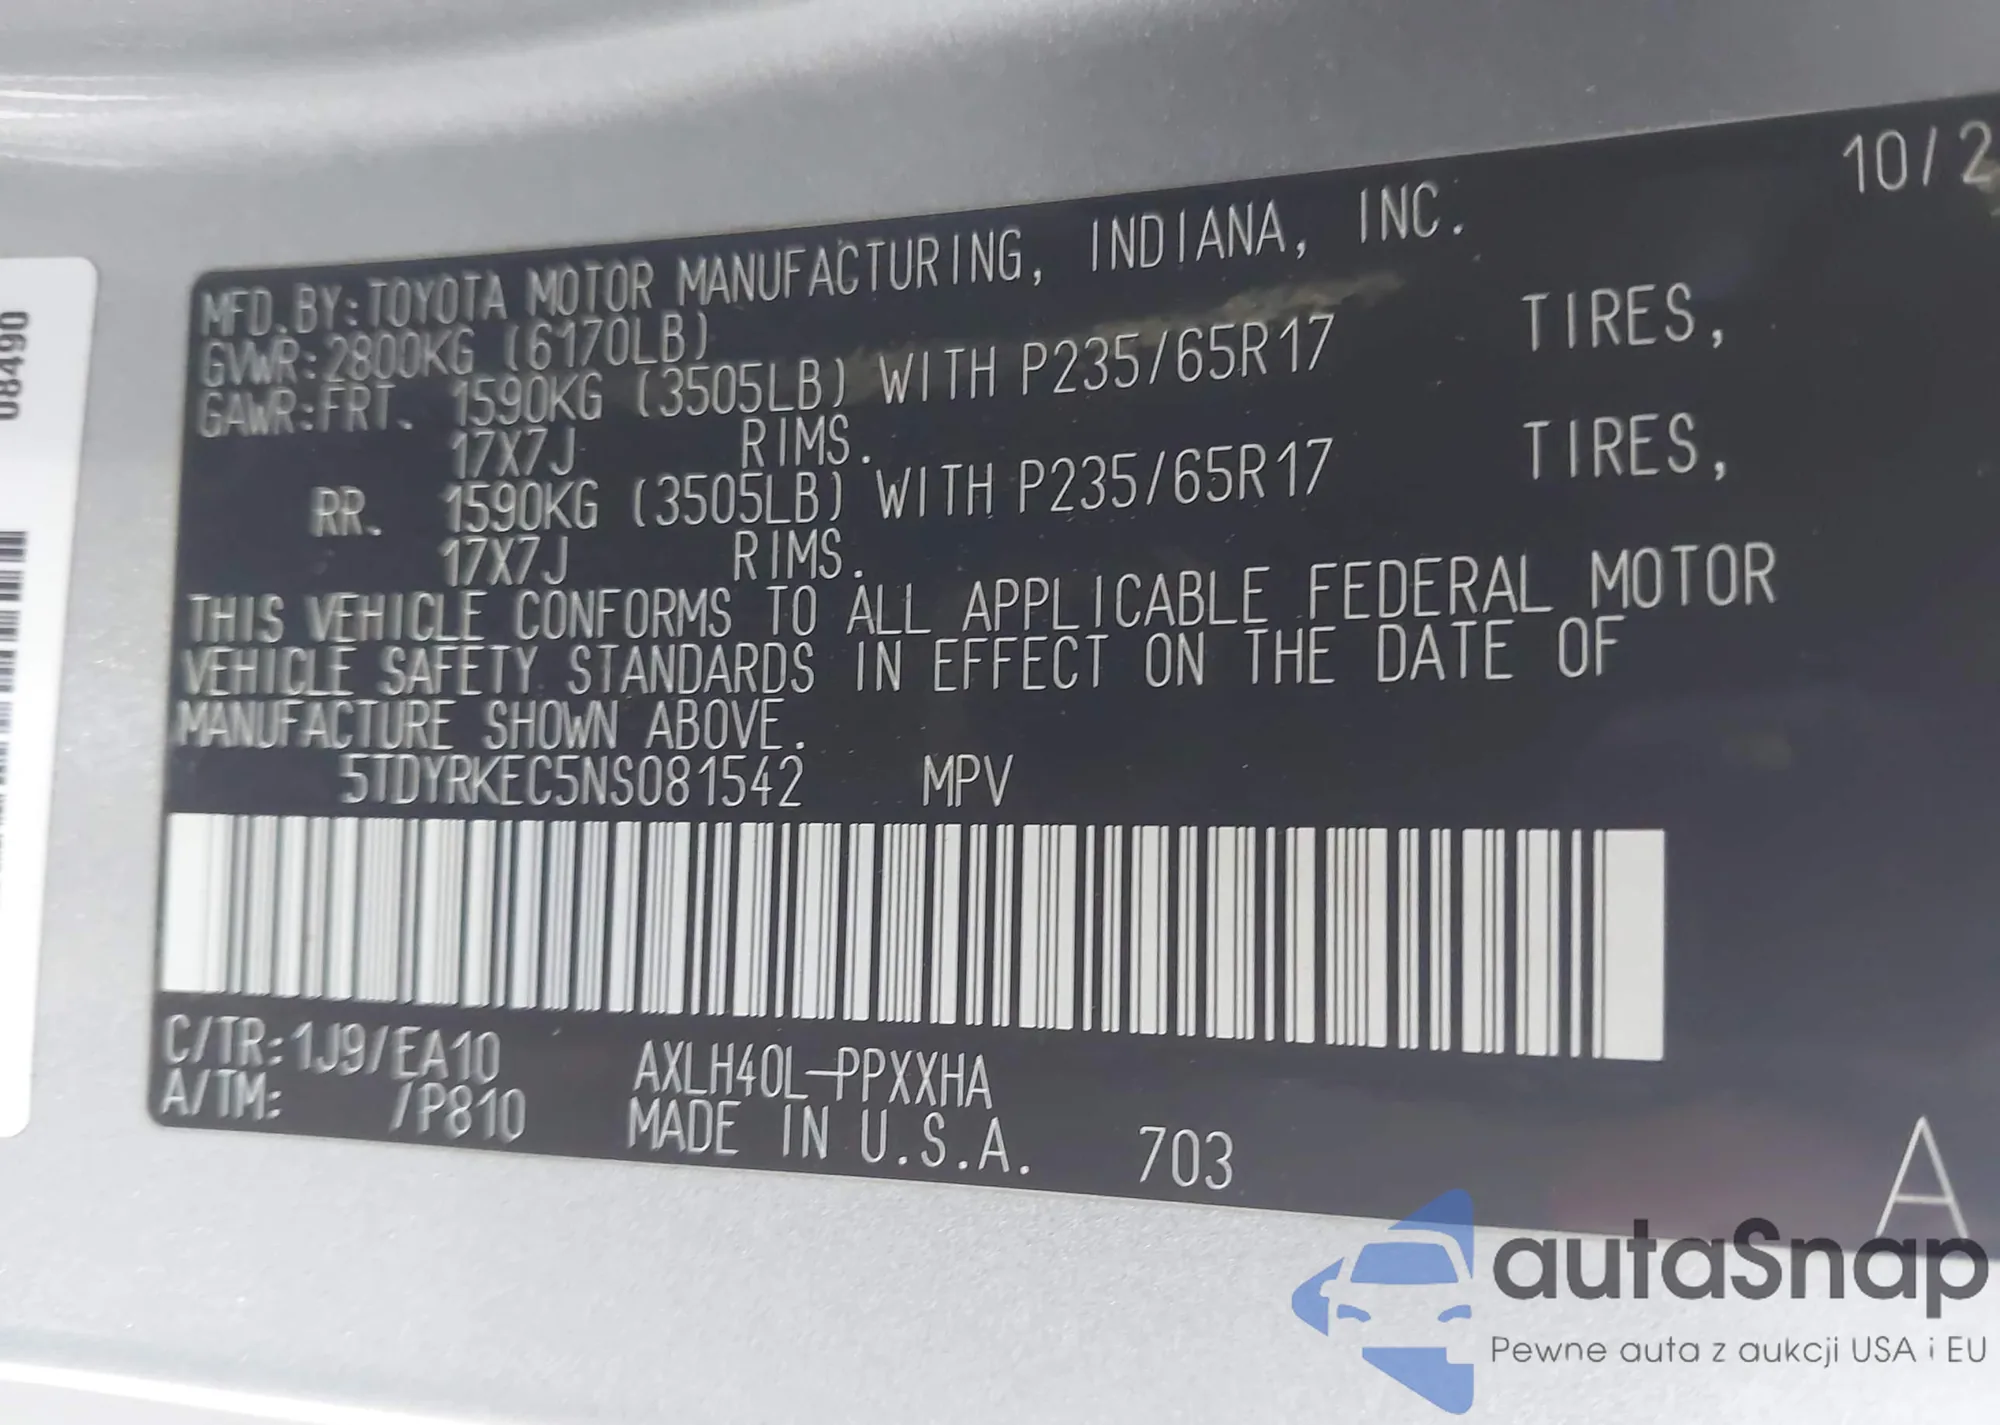 10/2
MFD.BY:TOYOTA MOTOR MANUFACTURING, INDIANA, INC.
GVWR:2800KG (6170LB)
GAWR:FRT. 1590KG (3505LB) WITH P235/65R17 TIRES,
17X7J RIMS.
RR. 1590KG (3505LB) WITH P235/65R17 TIRES,
17X7J RIMS.
THIS VEHICLE CONFORMS TO ALL APPLICABLE FEDERAL MOTOR
VEHICLE SAFETY STANDARDS IN EFFECT ON THE DATE OF
MANUFACTURE SHOWN ABOVE.
5TDYRKEC5NS081542 MPV
C/TR:1J9/EA10 AXLH40L-PPXXHA
A/TM: /P810 MADE IN U.S.A. 703
A
08490
autaSnap
Pewne auta z aukcji USA i EU